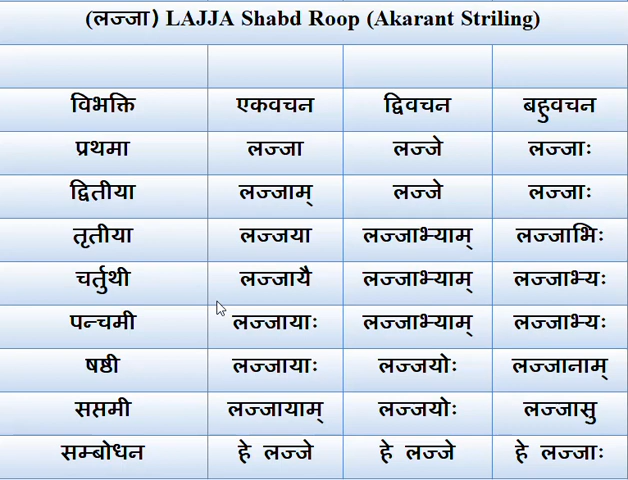 (लज्जा) LAJJA Shabd Roop (Akarant Striling)
विभक्ति एकवचन द्विवचन बहुवचन
प्रथमा लज्जा लज्जे लज्जाः
द्वितीया लज्जाम् लज्जे लज्जाः
तृतीया लज्जया लज्जाभ्याम् लज्जाभिः
चर्तुथी लज्जायै लज्जाभ्याम् लज्जाभ्यः
पन्चमी लज्जायाः लज्जाभ्याम् लज्जाभ्यः
षष्ठी लज्जायाः लज्जयोः लज्जानाम्
सप्तमी लज्जायाम् लज्जयोः लज्जासु
सम्बोधन हे लज्जे हे लज्जे हे लज्जाः